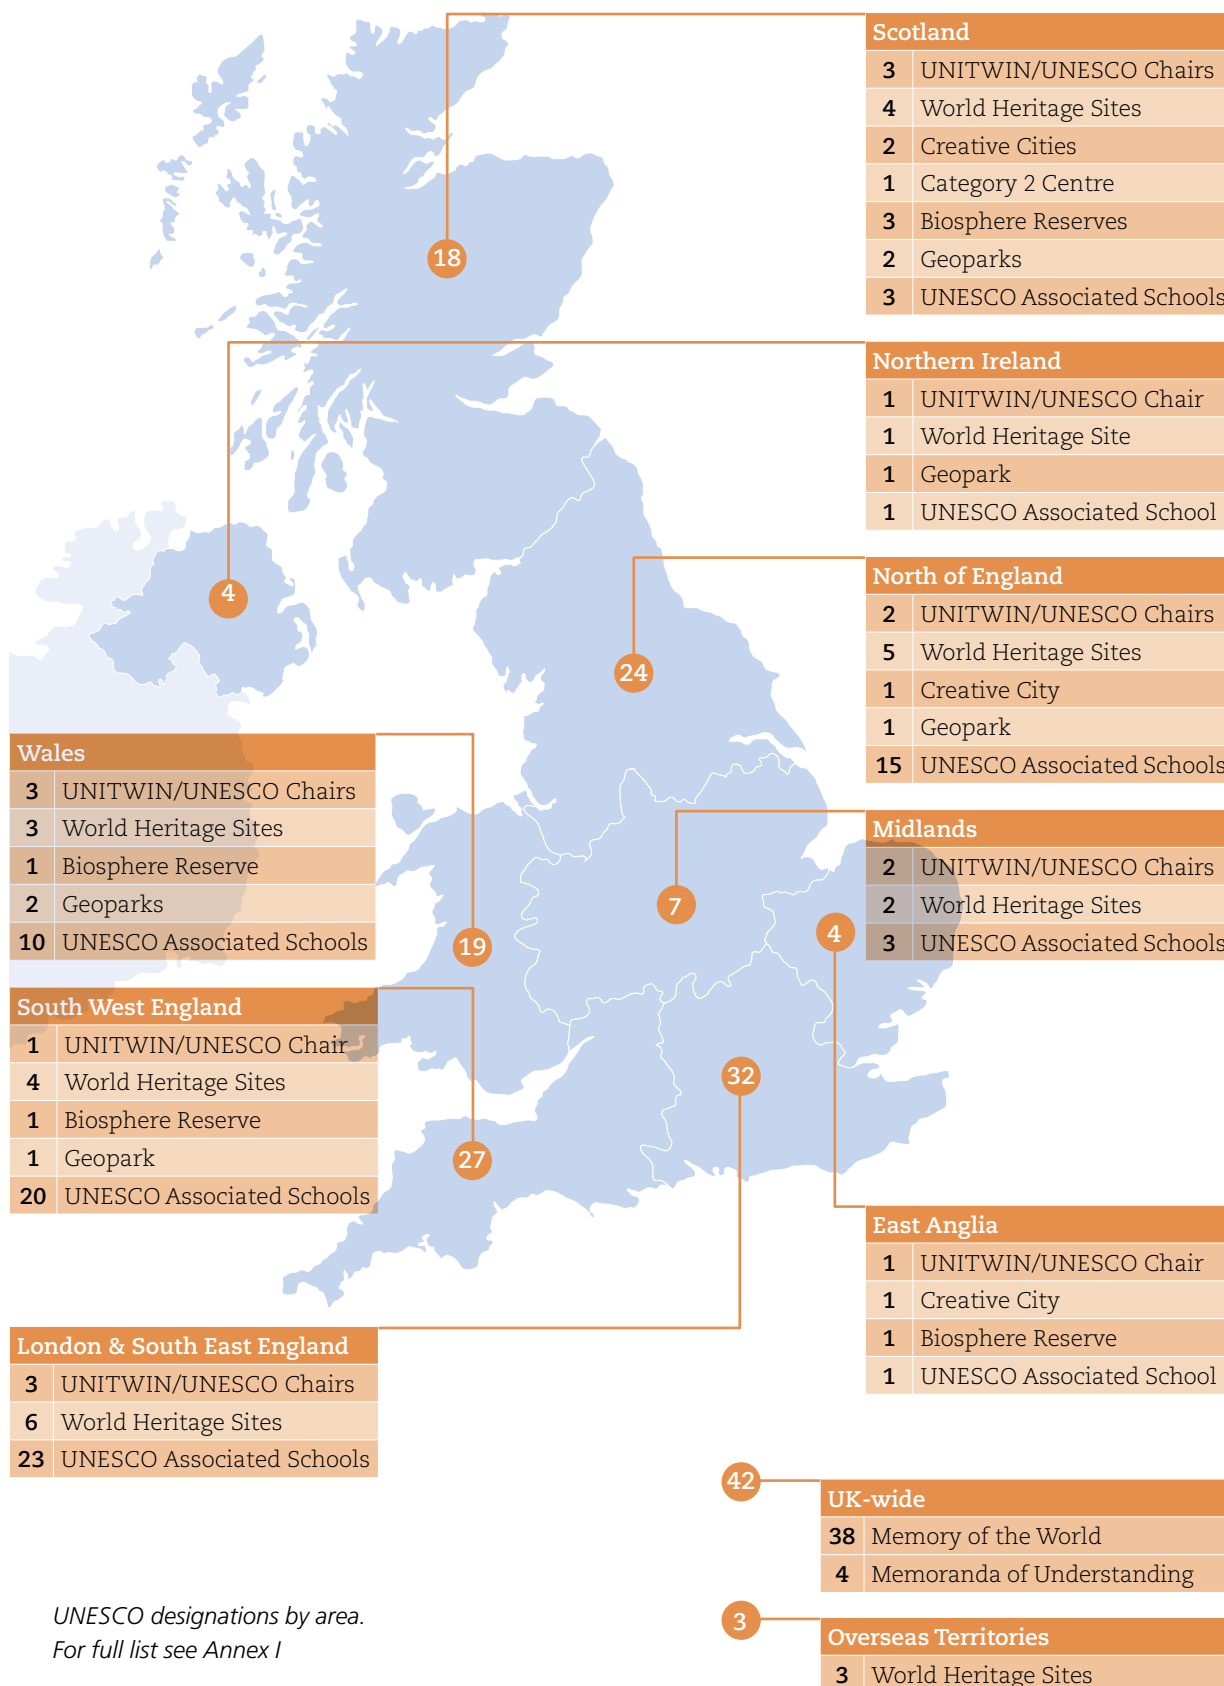 Scotland
3 UNITWIN/UNESCO Chairs
4 World Heritage Sites
2 Creative Cities
1 Category 2 Centre
3 Biosphere Reserves
2 Geoparks
3 UNESCO Associated Schools
18
Northern Ireland
1 UNITWIN/UNESCO Chair
1 World Heritage Site
1 Geopark
1 UNESCO Associated School
4
North of England
2 UNITWIN/UNESCO Chairs
5 World Heritage Sites
1 Creative City
1 Geopark
15 UNESCO Associated Schools
24
Wales
3 UNITWIN/UNESCO Chairs
3 World Heritage Sites
1 Biosphere Reserve
2 Geoparks
10 UNESCO Associated Schools
19
Midlands
2 UNITWIN/UNESCO Chairs
2 World Heritage Sites
3 UNESCO Associated Schools
7
4
South West England
1 UNITWIN/UNESCO Chair
4 World Heritage Sites
1 Biosphere Reserve
1 Geopark
20 UNESCO Associated Schools
27
32
East Anglia
1 UNITWIN/UNESCO Chair
1 Creative City
1 Biosphere Reserve
1 UNESCO Associated School
London & South East England
3 UNITWIN/UNESCO Chairs
6 World Heritage Sites
23 UNESCO Associated Schools
42
UK-wide
38 Memory of the World
4 Memoranda of Understanding
3
Overseas Territories
3 World Heritage Sites
UNESCO designations by area.
For full list see Annex I